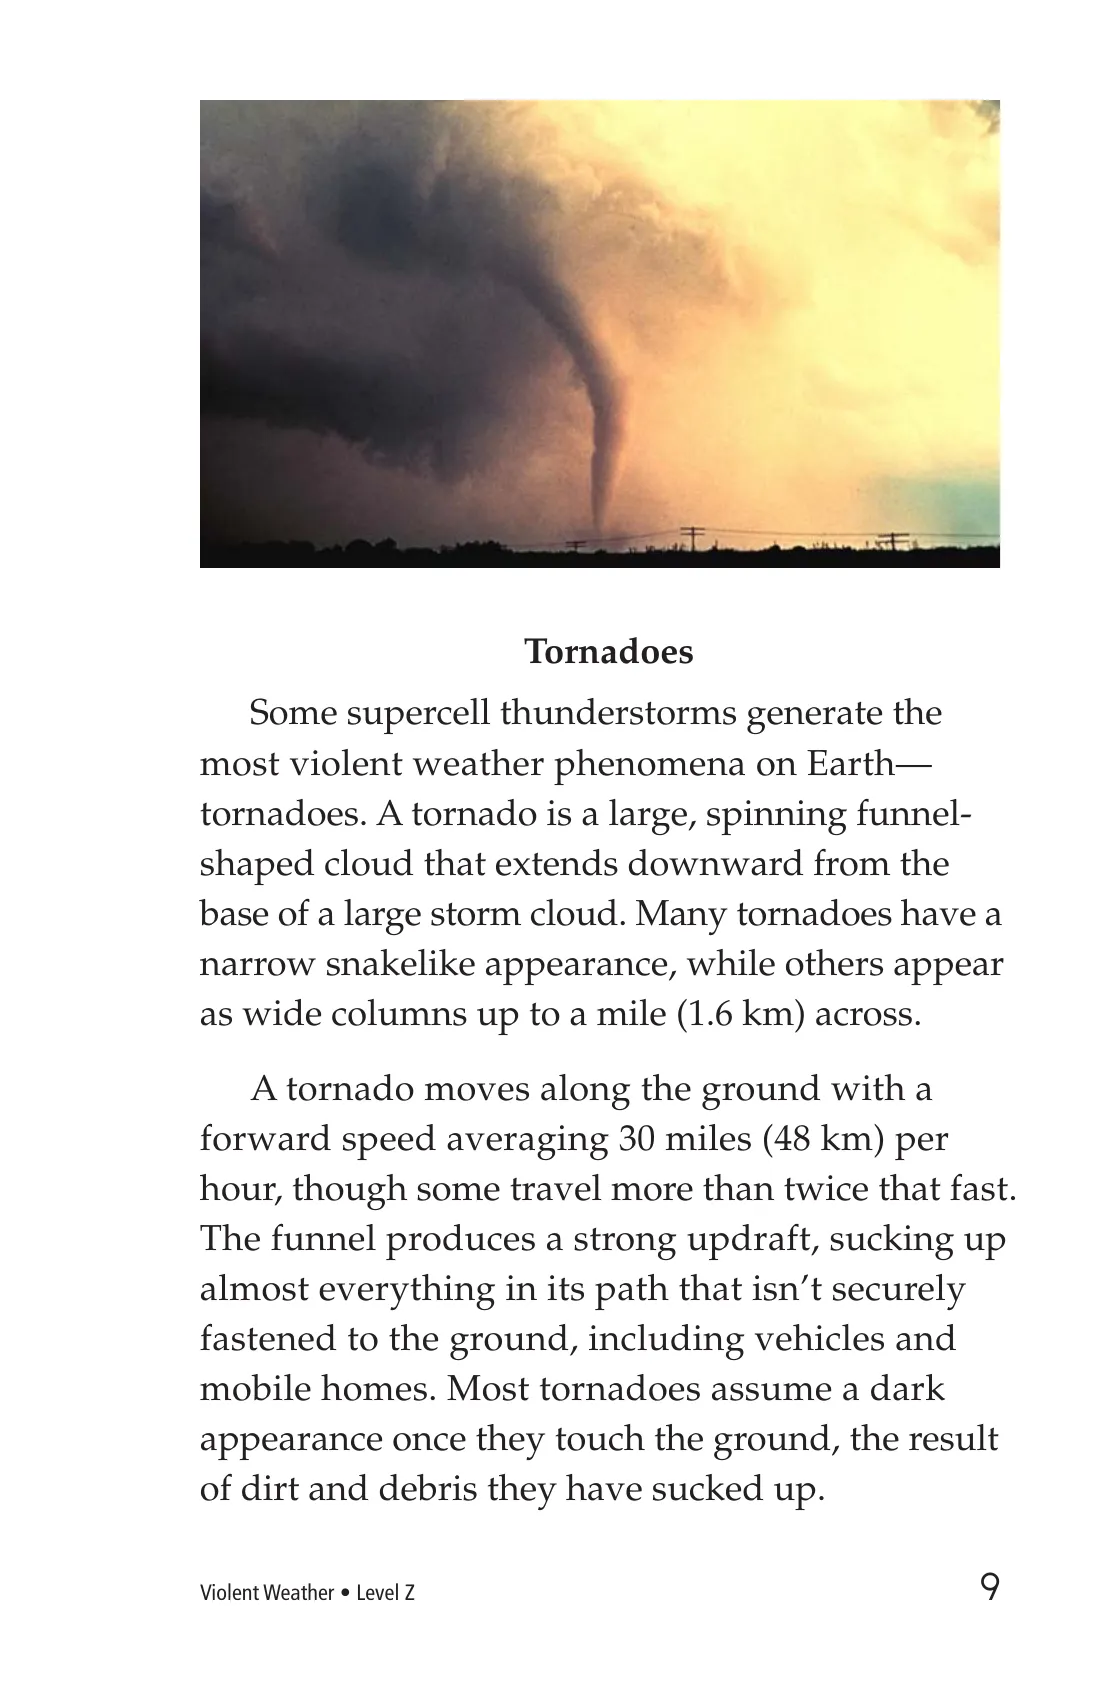 Tornadoes
Some supercell thunderstorms generate the
most violent weather phenomena on Earth—
tornadoes. A tornado is a large, spinning funnel-
shaped cloud that extends downward from the
base of a large storm cloud. Many tornadoes have a
narrow snakelike appearance, while others appear
as wide columns up to a mile (1.6 km) across.
A tornado moves along the ground with a
forward speed averaging 30 miles (48 km) per
hour, though some travel more than twice that fast.
The funnel produces a strong updraft, sucking up
almost everything in its path that isn’t securely
fastened to the ground, including vehicles and
mobile homes. Most tornadoes assume a dark
appearance once they touch the ground, the result
of dirt and debris they have sucked up.
Violent Weather • Level Z
9